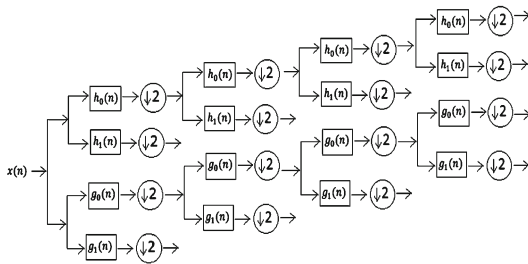 h₀(n) ↓2
h₀(n) ↓2 h₁(n) ↓2
h₀(n) ↓2 h₁(n) ↓2
h₀(n) ↓2 h₁(n) ↓2
h₁(n) ↓2
x(n)
g₀(n) ↓2
g₀(n) ↓2 g₁(n) ↓2
g₀(n) ↓2 g₁(n) ↓2
g₀(n) ↓2 g₁(n) ↓2
g₁(n) ↓2